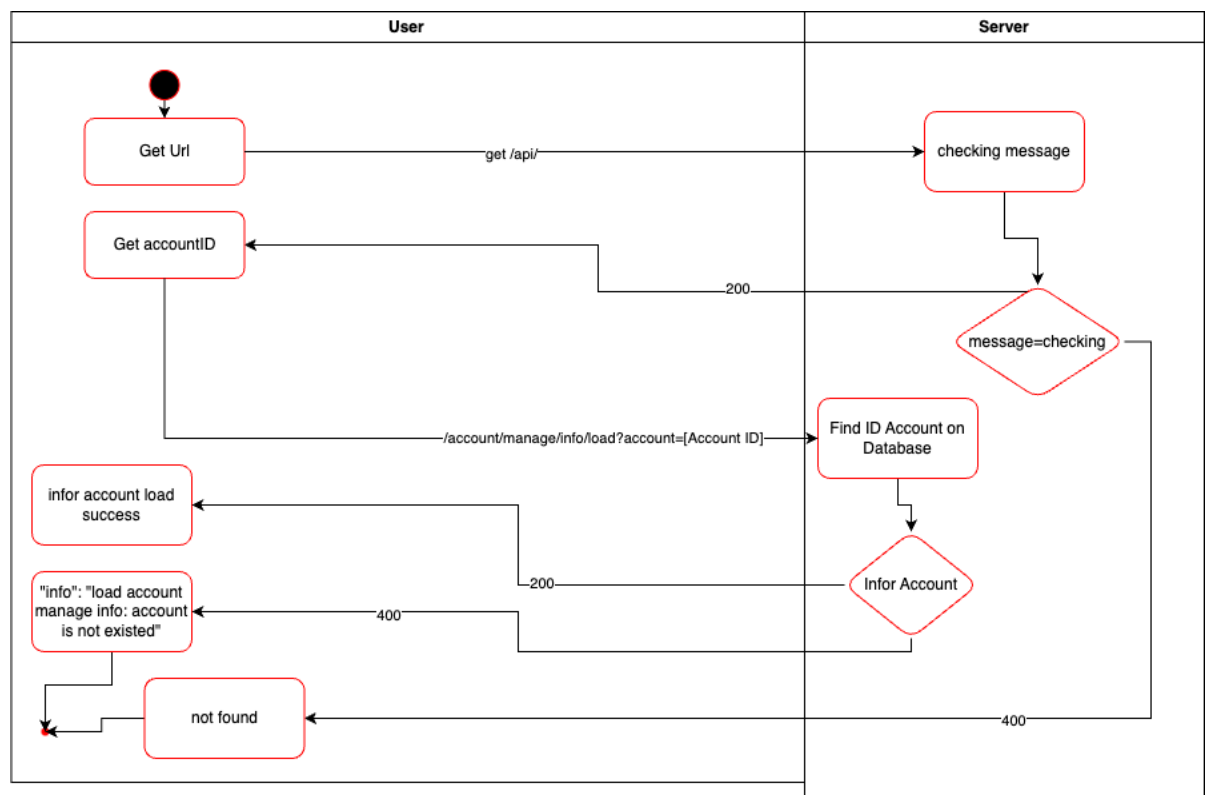 User
Server
Get Url
get /api/
checking message
Get accountID
200
message=checking
/account/manage/info/load?account=[Account ID]
Find ID Account on
Database
infor account load
success
200
Infor Account
"info": "load account
manage info: account
is not existed"
400
not found
400